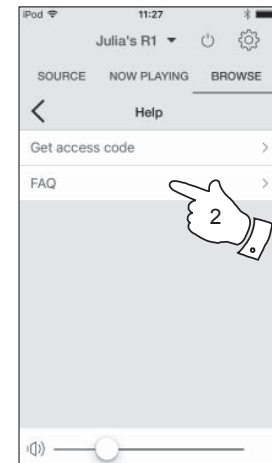 iPod 11:27
Julia's R1
SOURCE NOW PLAYING BROWSE
Help
Get access code
FAQ
2